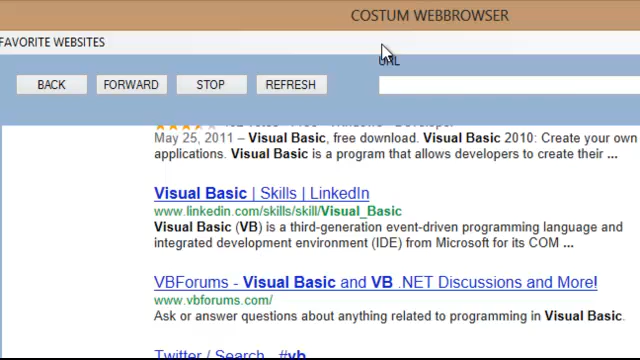 COSTUM WEBBROWSER
FAVORITE WEBSITES
URL
BACK FORWARD STOP REFRESH
May 25, 2011 – Visual Basic, free download. Visual Basic 2010: Create your own
applications. Visual Basic is a program that allows developers to create their ...
Visual Basic | Skills | LinkedIn
www.linkedin.com/skills/skill/Visual_Basic
Visual Basic (VB) is a third-generation event-driven programming language and
integrated development environment (IDE) from Microsoft for its COM ...
VBForums - Visual Basic and VB .NET Discussions and More!
www.vbforums.com/
Ask or answer questions about anything related to programming in Visual Basic.
Twitter / Search - #vb